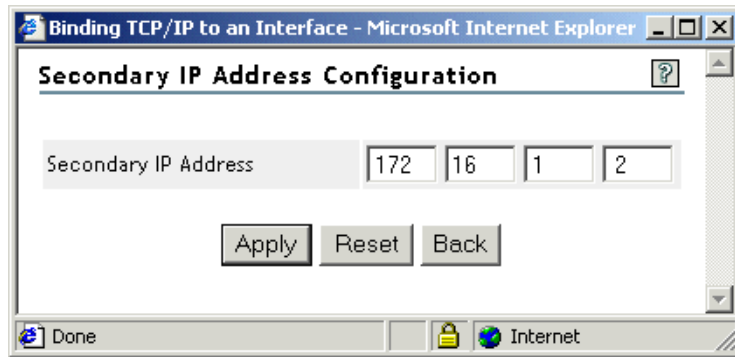 Binding TCP/IP to an Interface - Microsoft Internet Explorer
Secondary IP Address Configuration ?
Secondary IP Address 172 16 1 2
Apply Reset Back
Done Internet